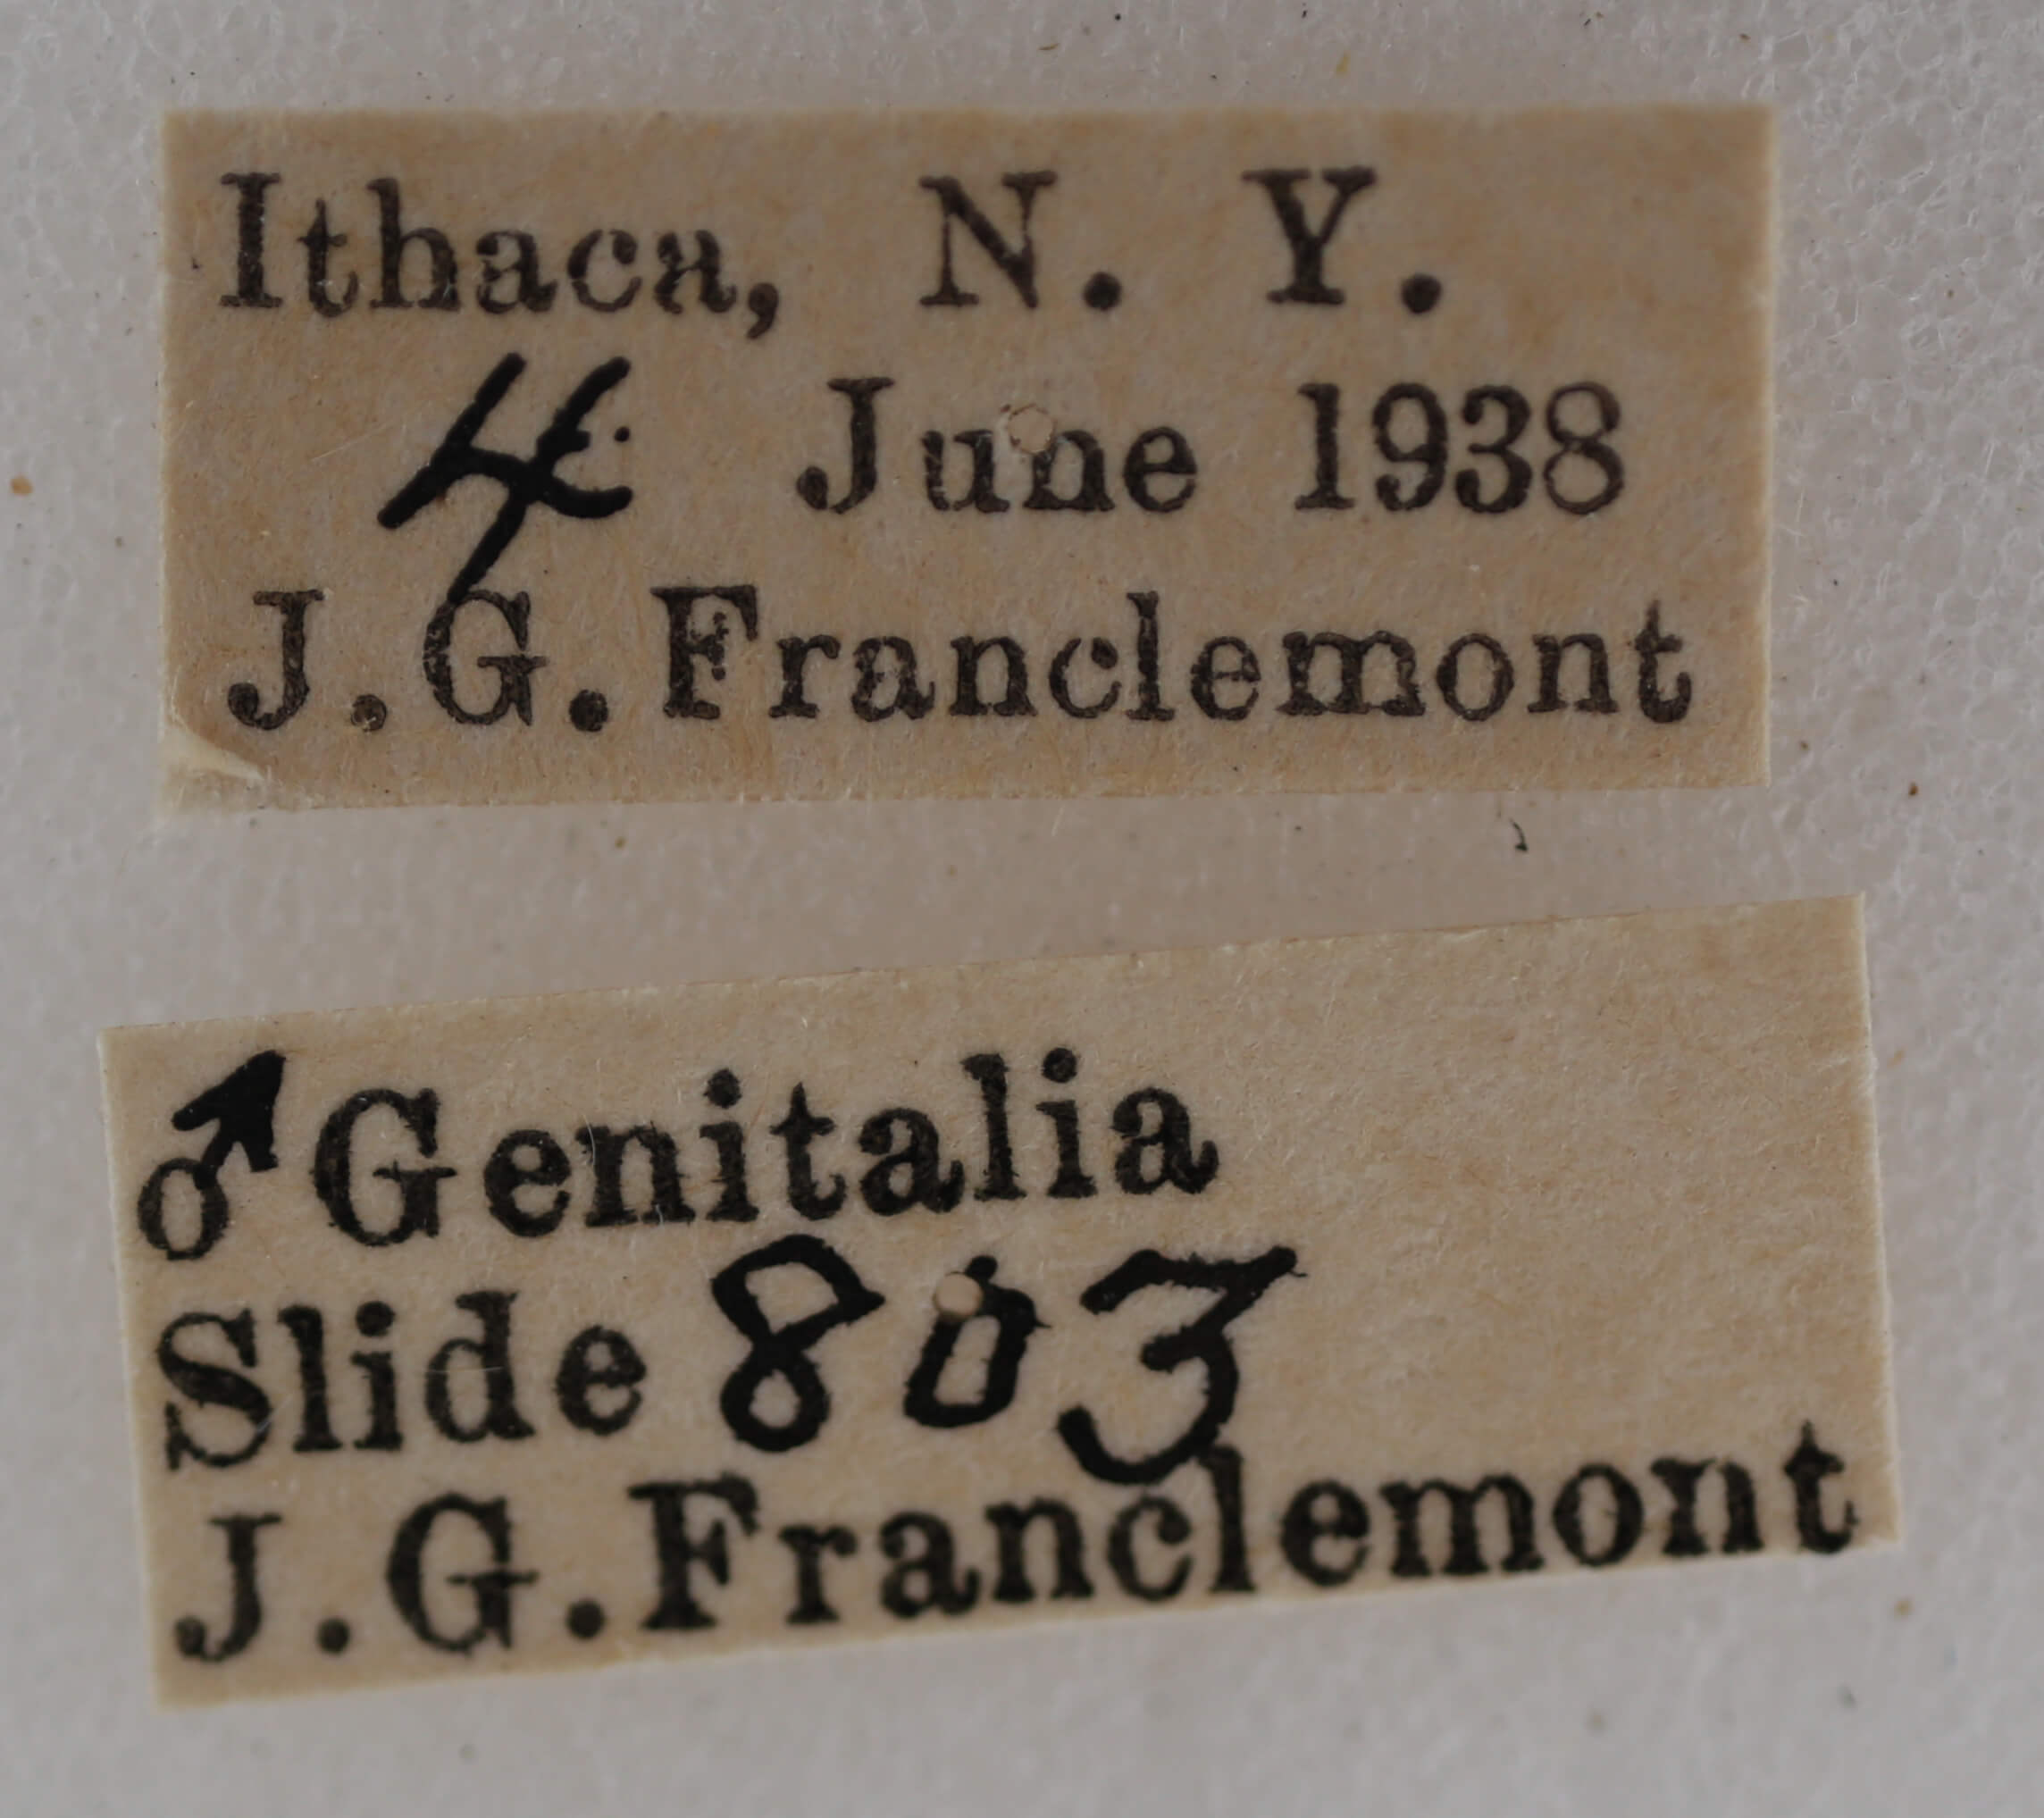 Ithaca, N. Y.
4 June 1938
J. G. Franclemont
♂ Genitalia
Slide 803
J. G. Franclemont